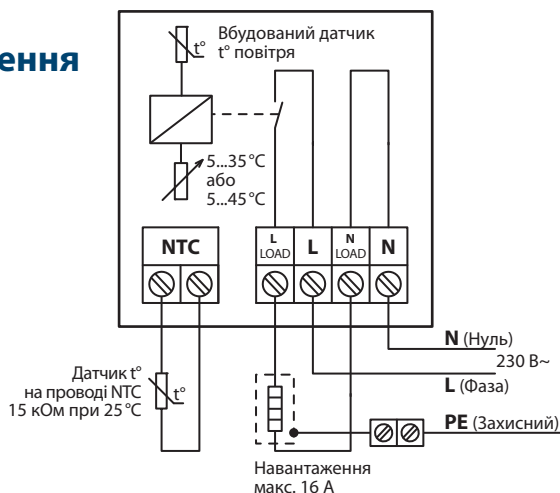 ення
Вбудований датчик
t° повітря
t°
5...35 °C
або
5...45 °C
NTC
L
LOAD
L
N
LOAD
N
N (Нуль)
230 В~
L (Фаза)
PE (Захисний)
Датчик t°
на проводі NTC
15 кОм при 25 °C
t°
Навантаження
макс. 16 А